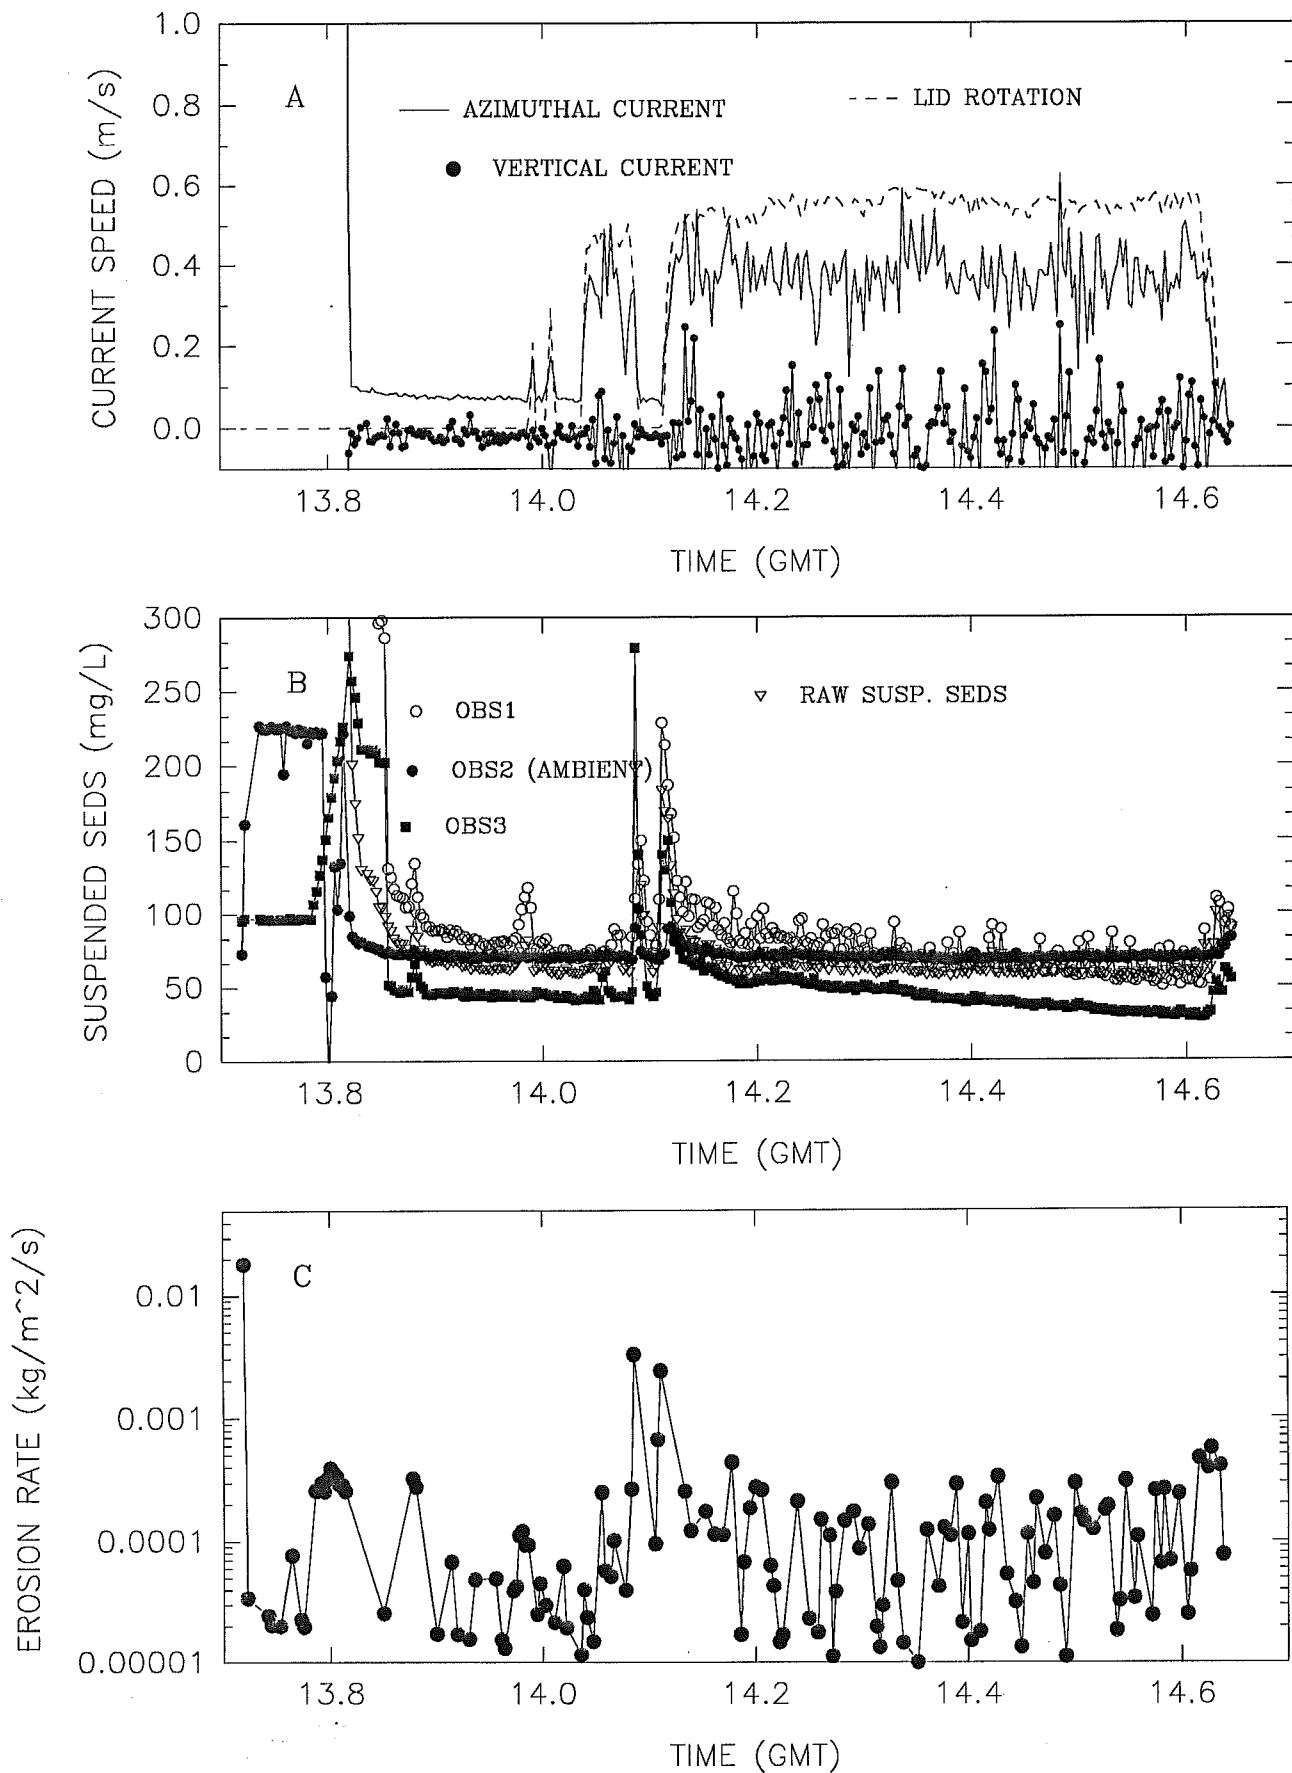 A
AZIMUTHAL CURRENT
LID ROTATION
VERTICAL CURRENT
CURRENT SPEED (m/s)
1.0
0.8
0.6
0.4
0.2
0.0
13.8
14.0
14.2
14.4
14.6
TIME (GMT)
B
OBS1
RAW SUSP. SEDS
OBS2 (AMBIENT)
OBS3
SUSPENDED SEDS (mg/L)
300
250
200
150
100
50
0
13.8
14.0
14.2
14.4
14.6
TIME (GMT)
C
EROSION RATE (kg/m^2/s)
0.01
0.001
0.0001
0.00001
13.8
14.0
14.2
14.4
14.6
TIME (GMT)